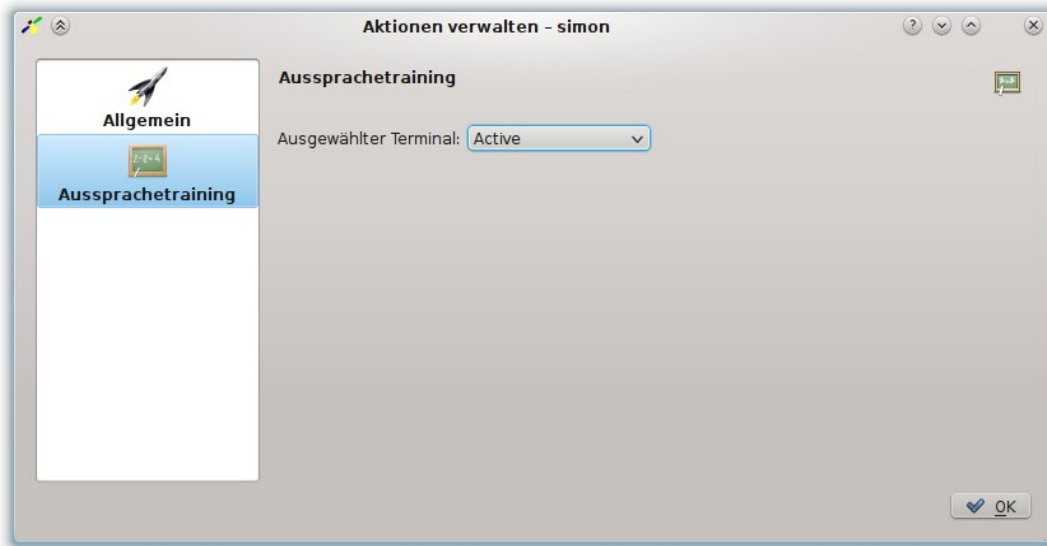 Aktionen verwalten – simon
Allgemein
Aussprachetraining
Aussprachetraining
Ausgewählter Terminal: Active
OK